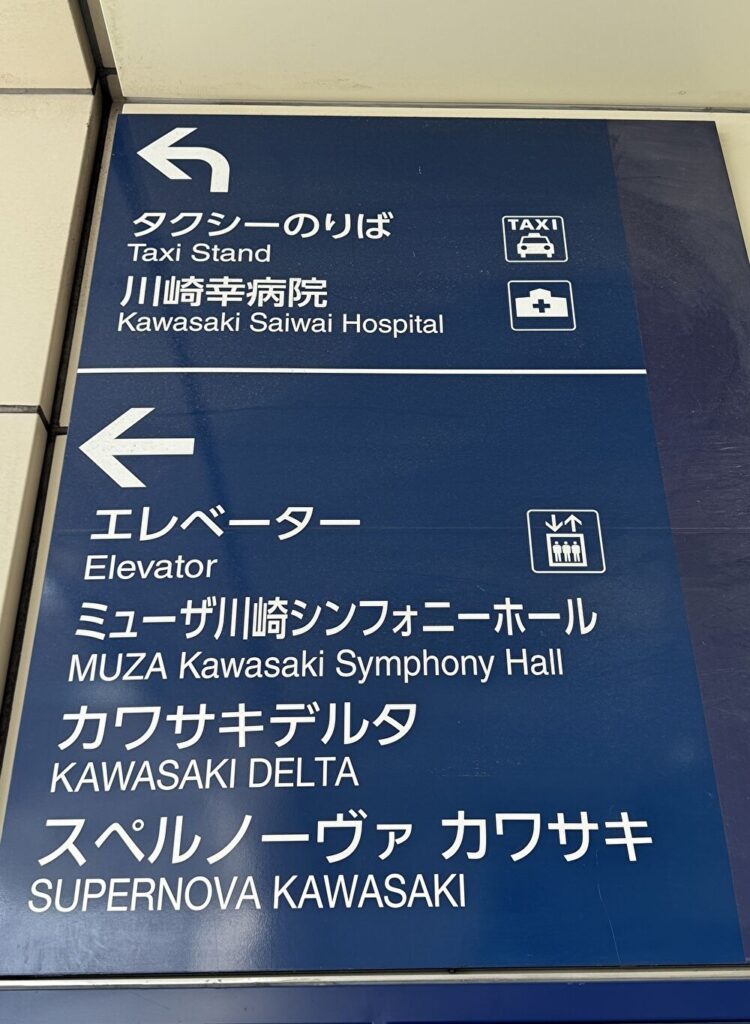 タクシーのりば
TAXI
Taxi Stand
川崎幸病院
Kawasaki Saiwai Hospital
エレベーター
Elevator
ミューザ川崎シンフォニーホール
MUZA Kawasaki Symphony Hall
カワサキデルタ
KAWASAKI DELTA
スペルノーヴァ カワサキ
SUPERNOVA KAWASAKI